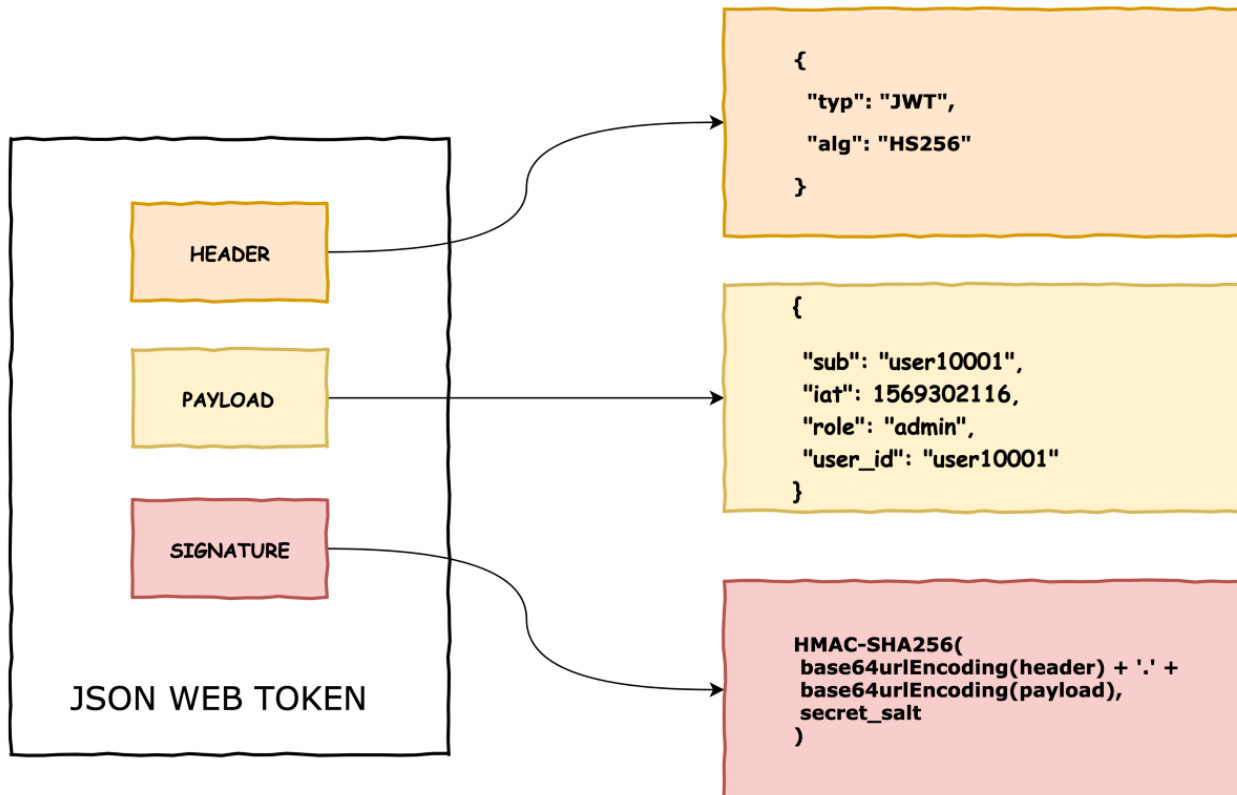 HEADER
PAYLOAD
SIGNATURE
JSON WEB TOKEN
{
"typ": "JWT",
"alg": "HS256"
}
{
"sub": "user10001",
"iat": 1569302116,
"role": "admin",
"user_id": "user10001"
}
HMAC-SHA256(
base64urlEncoding(header) + '.' +
base64urlEncoding(payload),
secret_salt
)